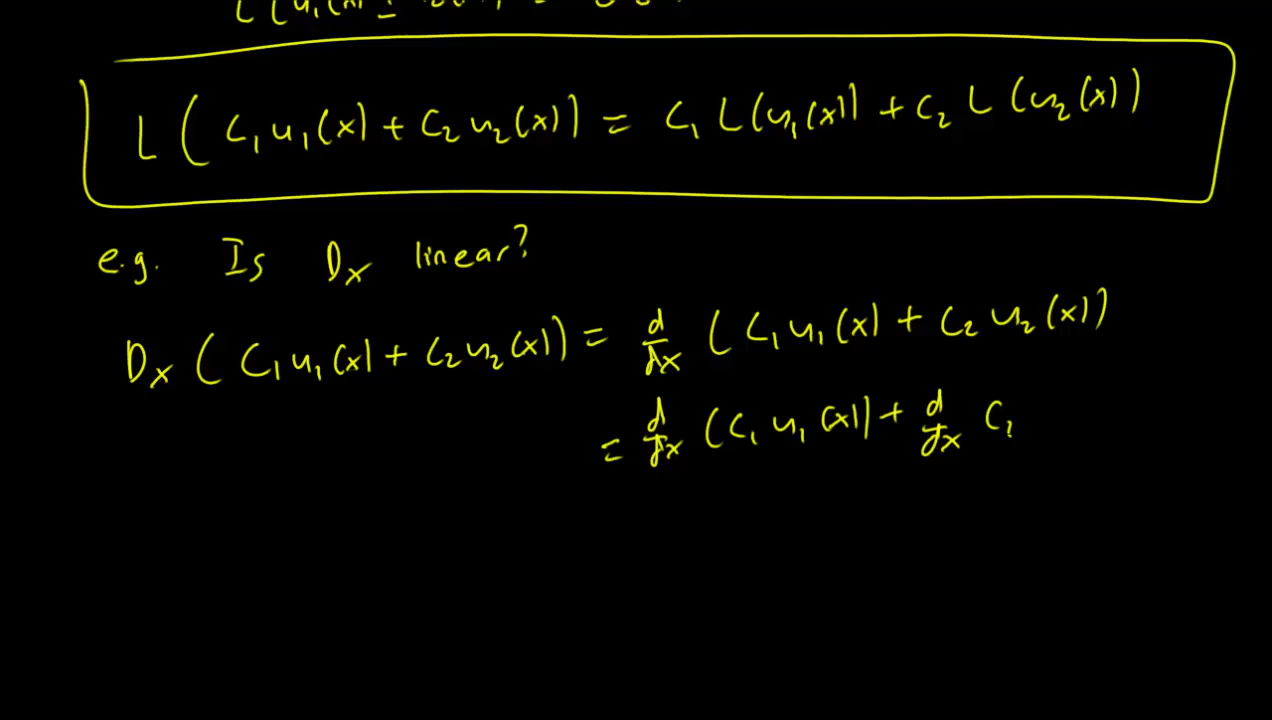 L ( C₁ u₁(x) + C₂ u₂(x) ) = C₁ L(u₁(x)) + C₂ L (u₂(x))
e.g. Is Dx linear?
Dx ( C₁ u₁(x) + C₂ u₂(x) ) = d/dx ( C₁ u₁(x) + C₂ u₂(x) )
= d/dx ( C₁ u₁(x) ) + d/dx C₂